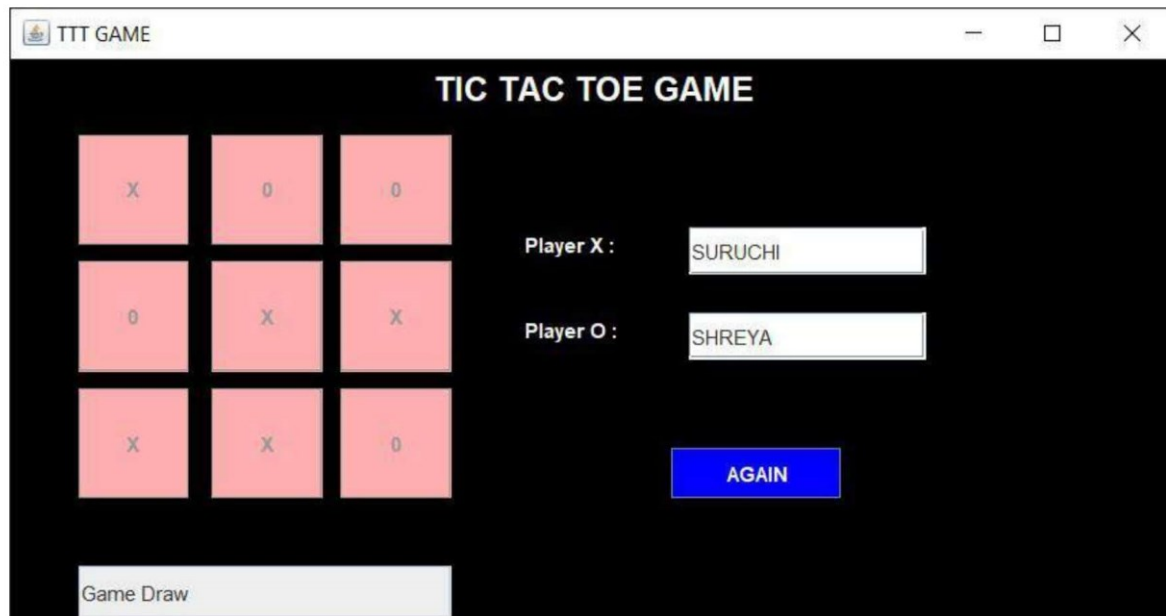 TTT GAME
TIC TAC TOE GAME
X 0 0
Player X : SURUCHI
0 X X
Player O : SHREYA
X X 0
AGAIN
Game Draw